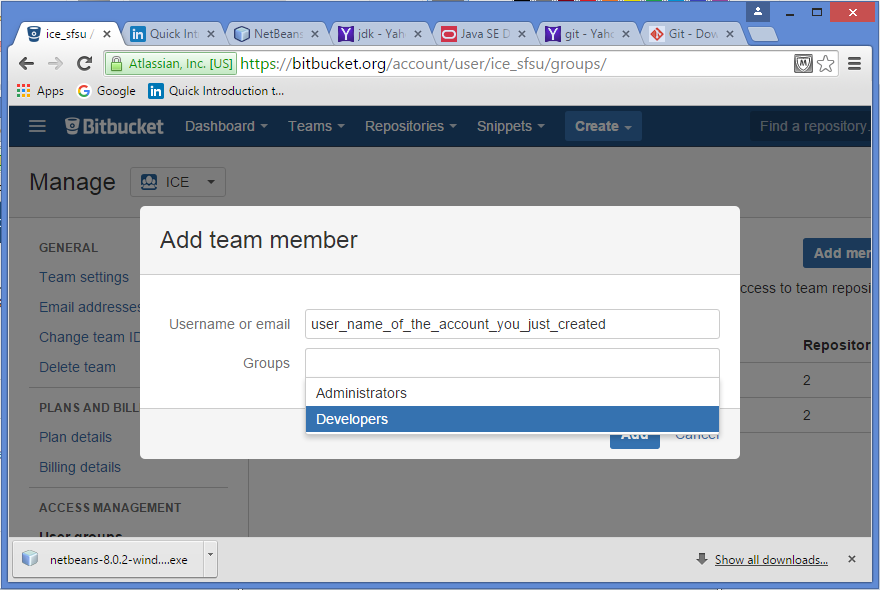 ice_sfsu /
Quick Int
NetBeans
jdk - Yah
Java SE D
git - Yaho
Git - Dow
Atlassian, Inc. [US] https://bitbucket.org/account/user/ice_sfsu/groups/
Apps Google Quick Introduction t...
Bitbucket Dashboard Teams Repositories Snippets Create Find a repository.
Manage ICE
Add team member
GENERAL
Team settings
Email addresses
Change team ID
Delete team
PLANS AND BILL
Plan details
Billing details
ACCESS MANAGEMENT
User groups
Add mem
ccess to team reposi
Repositor
2
2
Username or email user_name_of_the_account_you_just_created
Groups
Administrators
Developers
Add Cancel
netbeans-8.0.2-wind....exe Show all downloads...